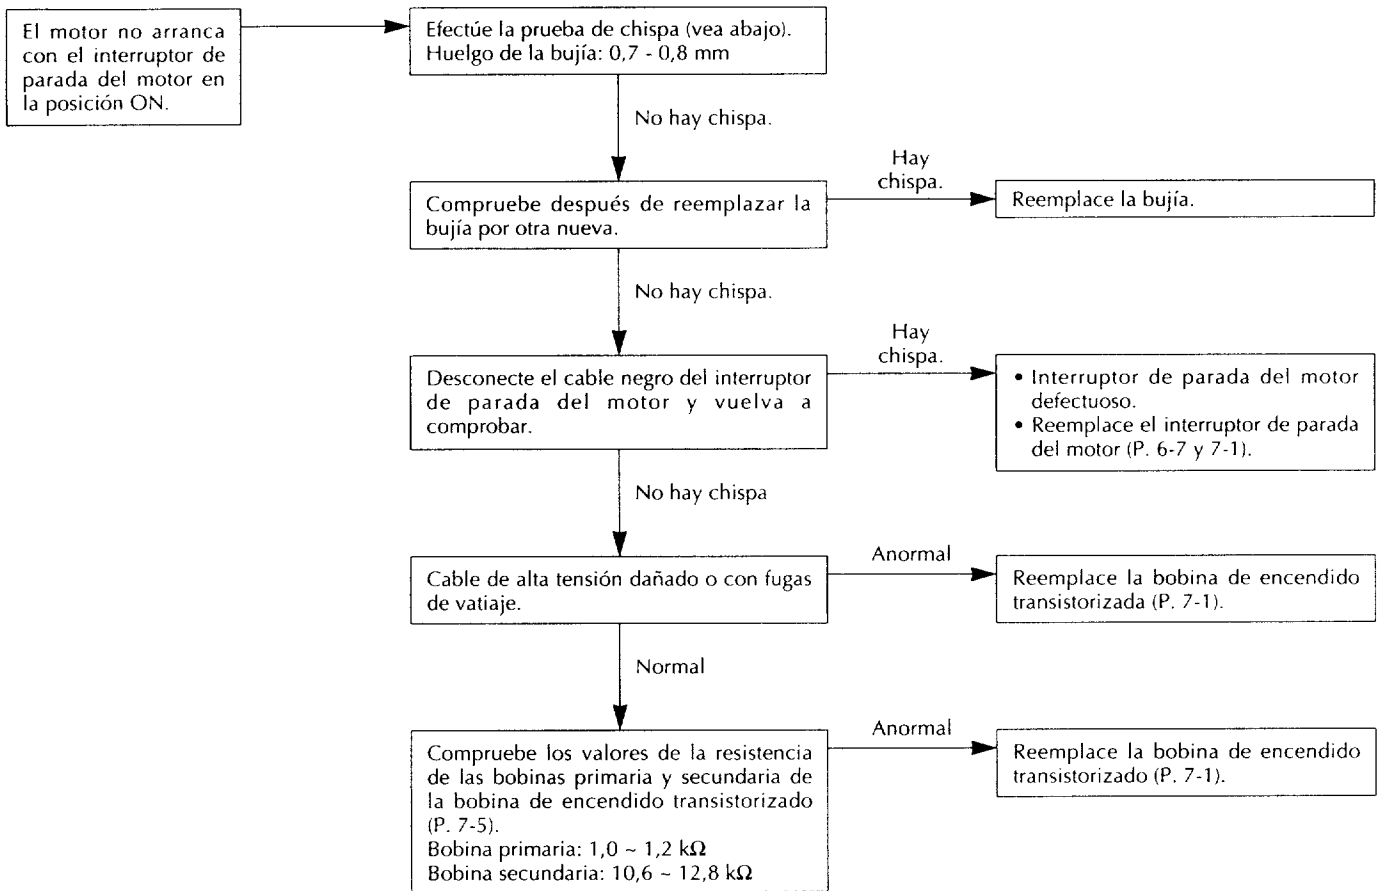 El motor no arranca
con el interruptor de
parada del motor en
la posición ON.
Efectúe la prueba de chispa (vea abajo).
Huelgo de la bujía: 0,7 - 0,8 mm
No hay chispa.
Compruebe después de reemplazar la
bujía por otra nueva.
Hay
chispa.
Reemplace la bujía.
No hay chispa.
Desconecte el cable negro del interruptor
de parada del motor y vuelva a
comprobar.
Hay
chispa.
• Interruptor de parada del motor
defectuoso.
• Reemplace el interruptor de parada
del motor (P. 6-7 y 7-1).
No hay chispa
Cable de alta tensión dañado o con fugas
de vatiaje.
Anormal
Reemplace la bobina de encendido
transistorizada (P. 7-1).
Normal
Compruebe los valores de la resistencia
de las bobinas primaria y secundaria de
la bobina de encendido transistorizado
(P. 7-5).
Bobina primaria: 1,0 ~ 1,2 kΩ
Bobina secundaria: 10,6 ~ 12,8 kΩ
Anormal
Reemplace la bobina de encendido
transistorizado (P. 7-1).